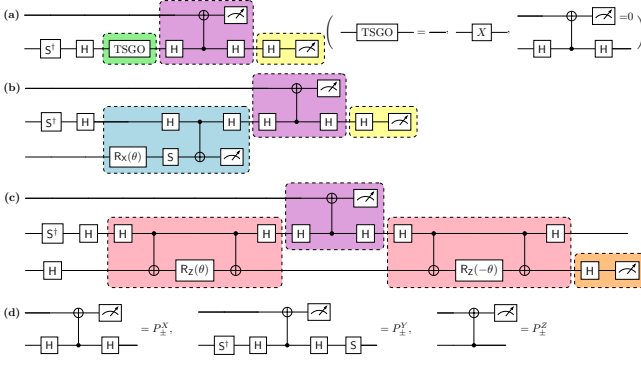 (a)
S† H TSGO H H ( TSGO = , X , H H =0 )
(b)
S† H H H H H H
Rx(θ) S
(c)
S† H H H H H H H
H Rz(θ) Rz(−θ) H
(d)
H H = P±^X,
S† H H S = P±^Y,
= P±^Z